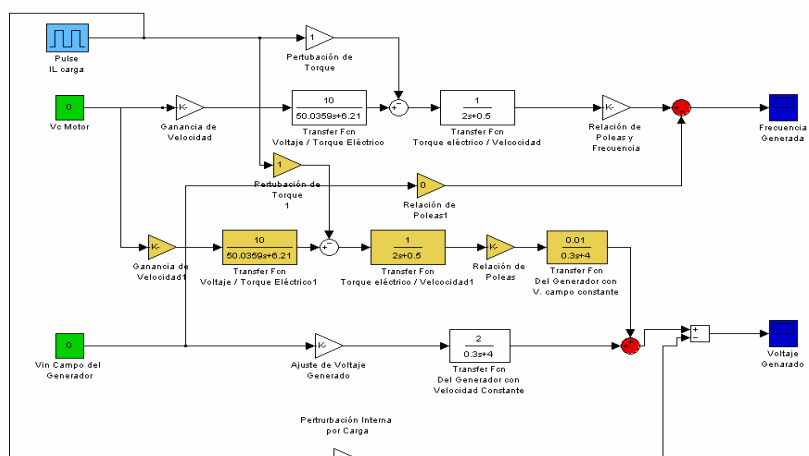 Pulse
IL carga
1
Pertubación de
Torque
0
Vc Motor
K-
Ganancia de
Velocidad
10
50.0359s+6.21
Transfer Fcn
Voltaje / Torque Eléctrico
+
−
1
2s+0.5
Transfer Fcn
Torque eléctrico / Velcocidad
K-
Relación de
Poleas y
Frecuencia
+
+
Frecuencia
Generada
1
Pertubación de
Torque
1
0
Relación de
Poleas1
K-
Ganancia de
Velocidad1
10
50.0359s+6.21
Transfer Fcn
Voltaje / Torque Eléctrico1
+
−
1
2s+0.5
Transfer Fcn
Torque eléctrico / Velocidad1
K-
Relación de
Poleas
0.01
0.3s+4
Transfer Fcn
Del Generador con
V. campo constante
0
Vin Campo del
Generador
K-
Ajuste de Voltaje
Generado
2
0.3s+4
Transfer Fcn
Del Generador con
Velocidad Constante
+
+
+
−
Voltaje
Genarado
Pertrurbación Interna
por Carga